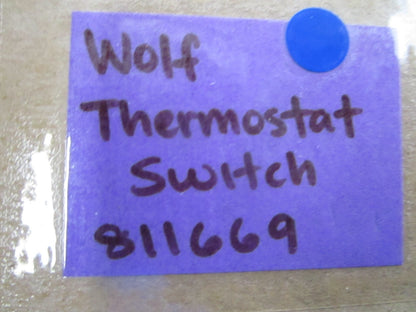 Wolf
Thermostat
Switch
811669